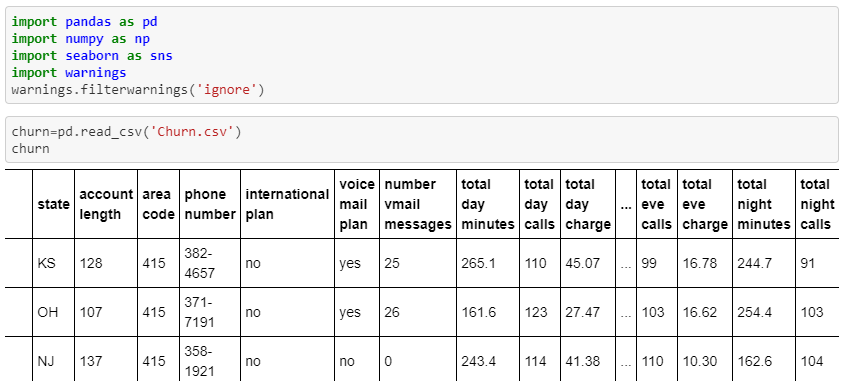 import pandas as pd
import numpy as np
import seaborn as sns
import warnings
warnings.filterwarnings('ignore')
churn=pd.read_csv('Churn.csv')
churn
state account length area code phone number international plan voice mail plan number vmail messages total day minutes total day calls total day charge ... total eve calls total eve charge total night minutes total night calls
KS 128 415 382-4657 no yes 25 265.1 110 45.07 ... 99 16.78 244.7 91
OH 107 415 371-7191 no yes 26 161.6 123 27.47 ... 103 16.62 254.4 103
NJ 137 415 358-1921 no no 0 243.4 114 41.38 ... 110 10.30 162.6 104